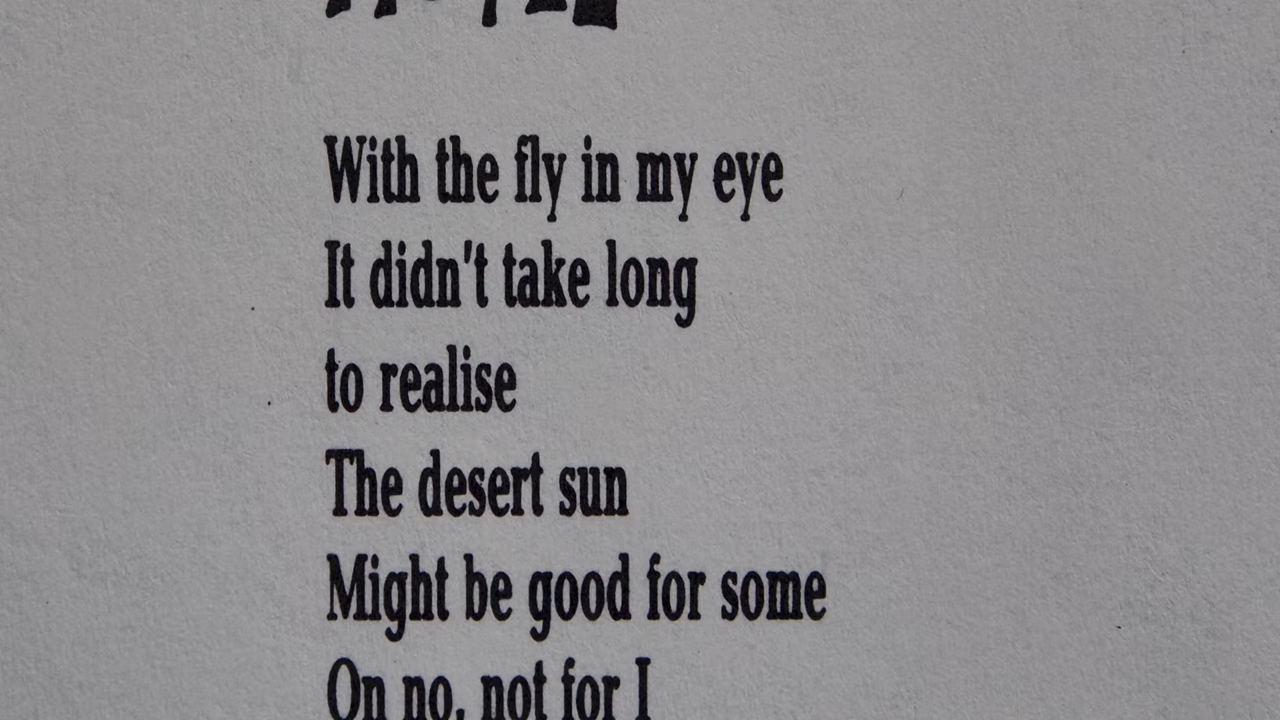 With the fly in my eye
It didn't take long
to realise
The desert sun
Might be good for some
On no, not for I